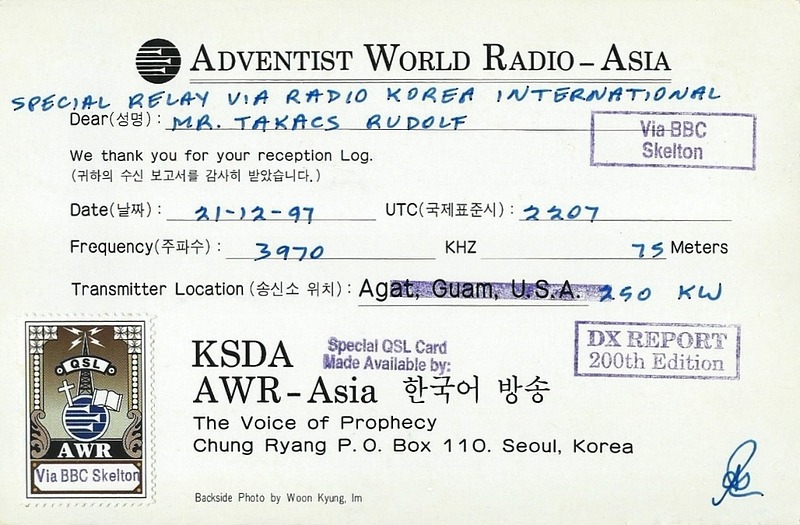 ADVENTIST WORLD RADIO – ASIA
SPECIAL RELAY VIA RADIO KOREA INTERNATIONAL
Dear(성명) : MR. TAKACS RUDOLF
Via BBC
Skelton
We thank you for your reception Log.
(귀하의 수신 보고서를 감사히 받았습니다.)
Date(날짜) : 21-12-97 UTC(국제표준시) : 2207
Frequency(주파수) : 3970 KHZ 75 Meters
Transmitter Location (송신소 위치) : Agat, Guam, U.S.A. 250 KW
QSL
AWR
Via BBC Skelton
KSDA
Special QSL Card
Made Available by:
DX REPORT
200th Edition
AWR – Asia 한국어 방송
The Voice of Prophecy
Chung Ryang P. O. Box 110. Seoul, Korea
Backside Photo by Woon Kyung, Im